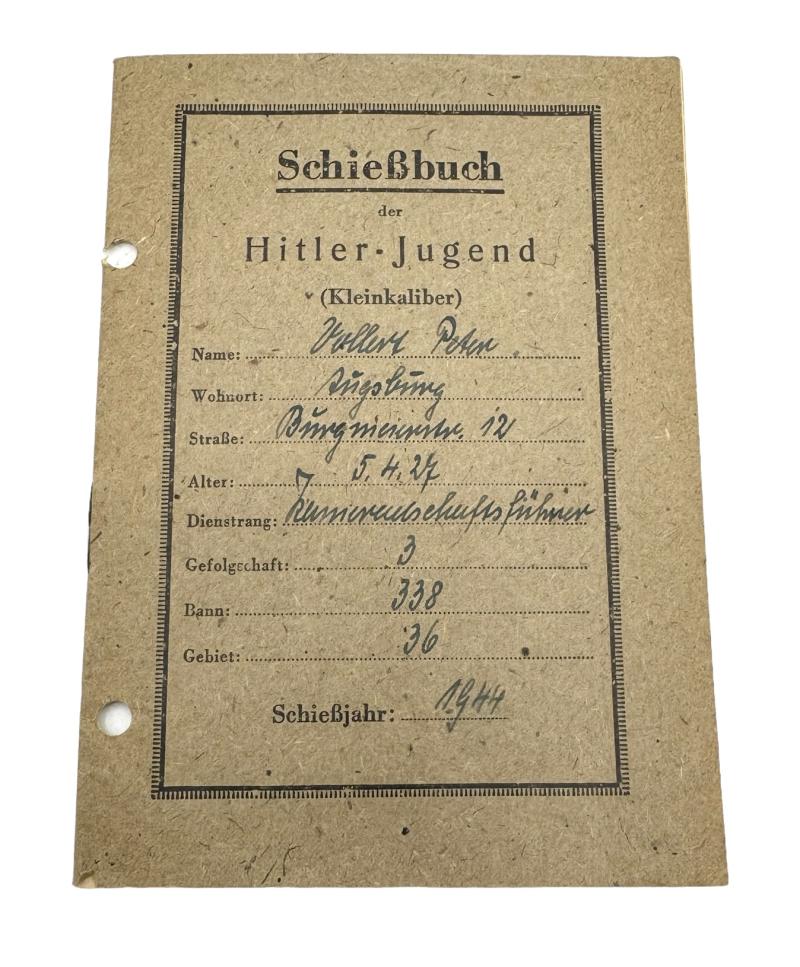 Schießbuch
der
Hitler-Jugend
(Kleinkaliber)
Name: Vollert Peter
Wohnort: Augsburg
Straße: Burgmeierstr. 12
Alter: 5.4.27
Dienstrang: Kameradschaftsführer
Gefolgschaft: 3
Bann: 338
Gebiet: 36
Schießjahr: 1944